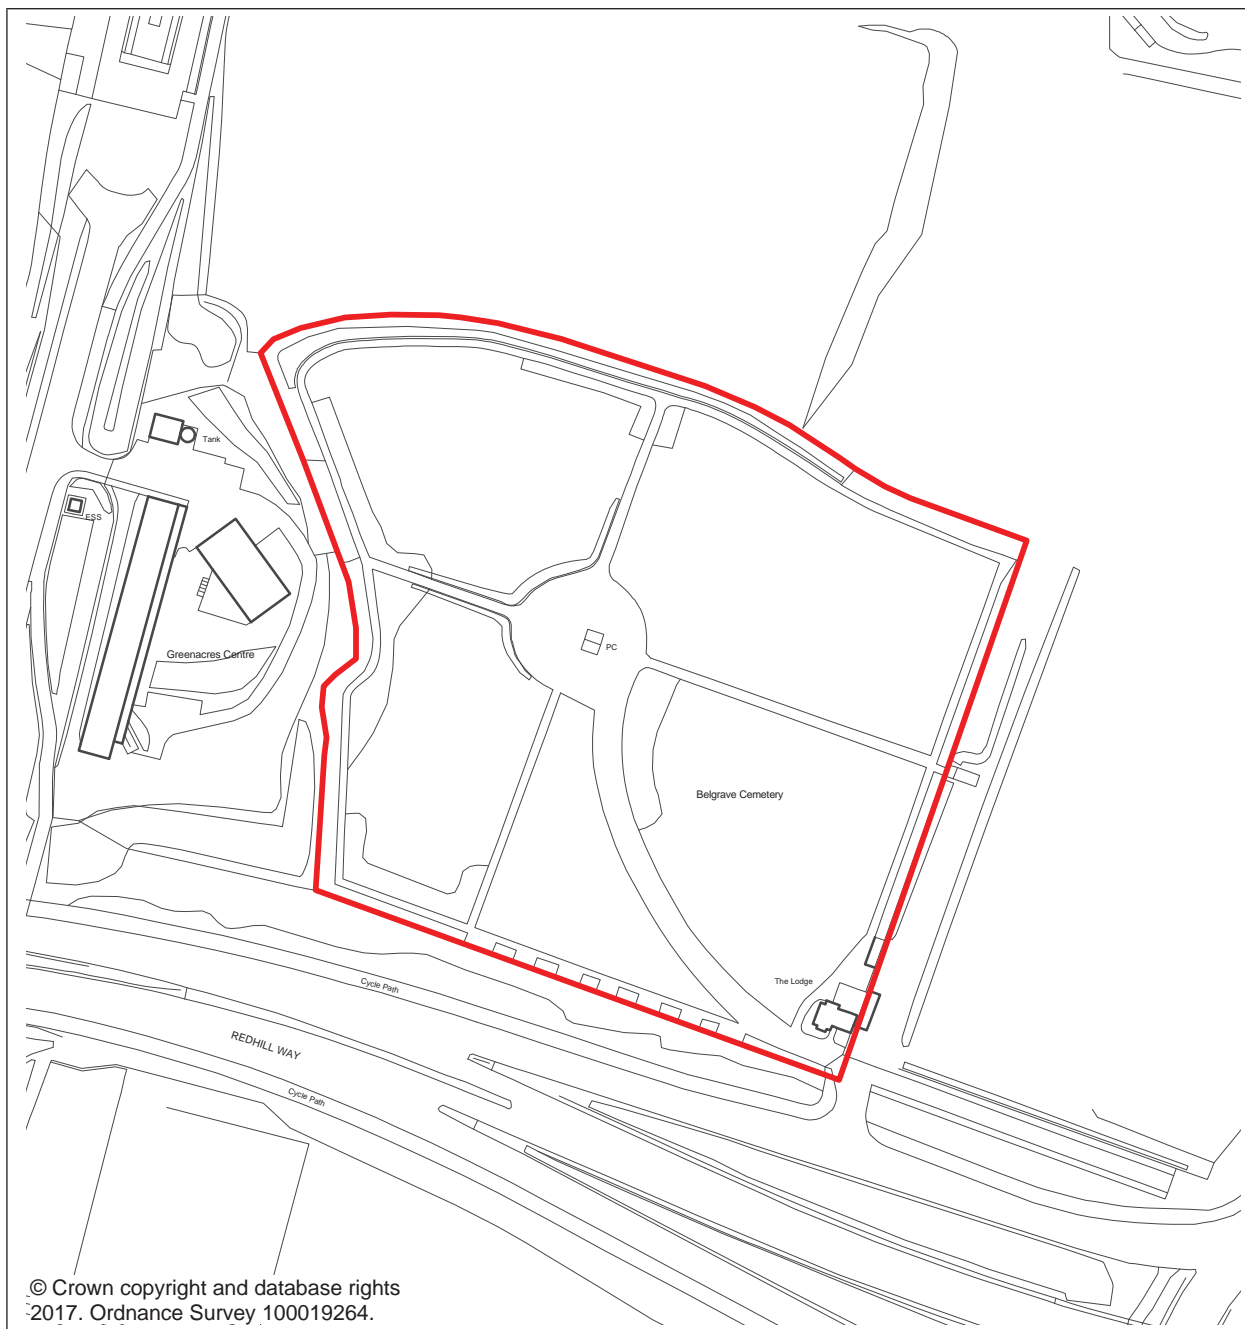 Tank
ESS
Greenacres Centre
PC
Belgrave Cemetery
The Lodge
Cycle Path
REDHILL WAY
Cycle Path
© Crown copyright and database rights
2017. Ordnance Survey 100019264.